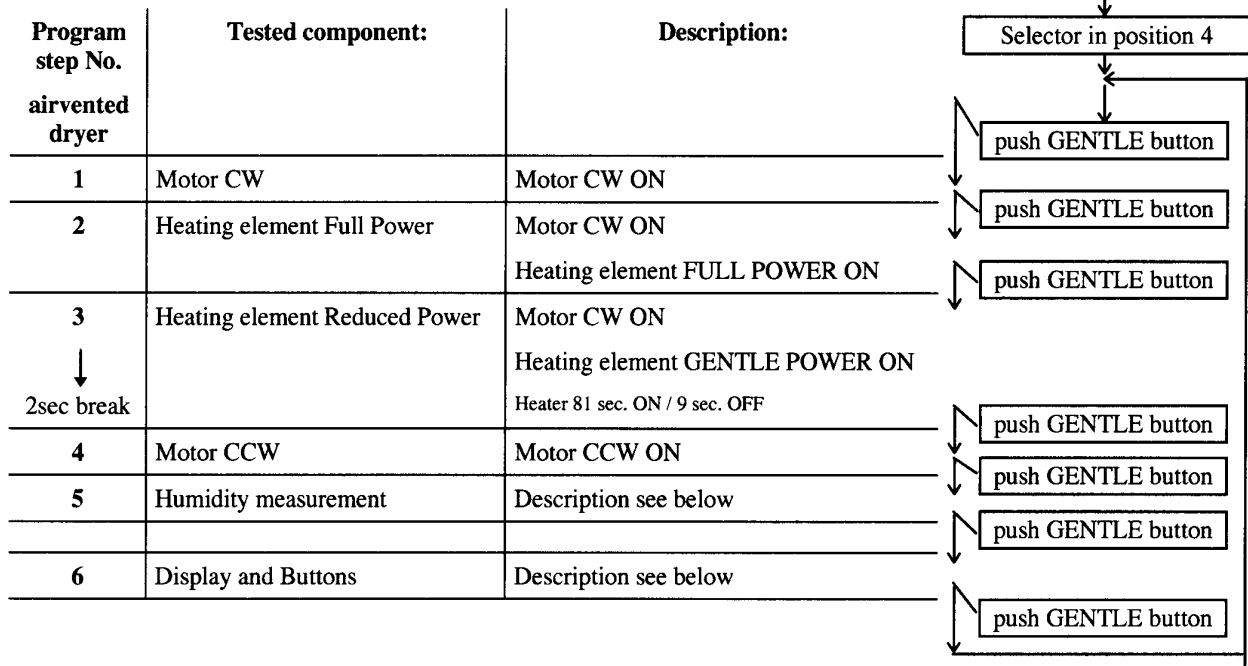 Program
step No.
airvented
dryer
Tested component:
Description:
1
Motor CW
Motor CW ON
2
Heating element Full Power
Motor CW ON
Heating element FULL POWER ON
3
2sec break
Heating element Reduced Power
Motor CW ON
Heating element GENTLE POWER ON
Heater 81 sec. ON / 9 sec. OFF
4
Motor CCW
Motor CCW ON
5
Humidity measurement
Description see below
6
Display and Buttons
Description see below
Selector in position 4
push GENTLE button
push GENTLE button
push GENTLE button
push GENTLE button
push GENTLE button
push GENTLE button
push GENTLE button